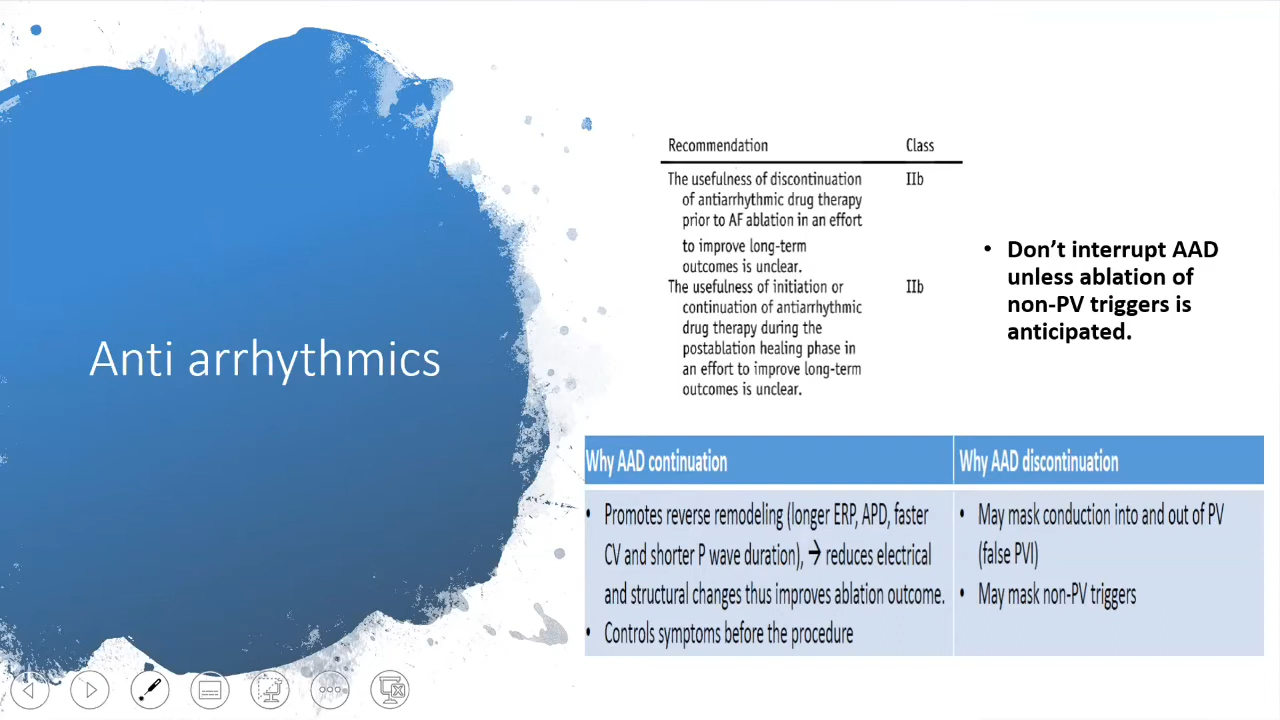 Anti arrhythmics
Recommendation Class
The usefulness of discontinuation IIb
of antiarrhythmic drug therapy
prior to AF ablation in an effort
to improve long-term
outcomes is unclear.
The usefulness of initiation or IIb
continuation of antiarrhythmic
drug therapy during the
postablation healing phase in
an effort to improve long-term
outcomes is unclear.
• Don’t interrupt AAD
unless ablation of
non-PV triggers is
anticipated.
Why AAD continuation
• Promotes reverse remodeling (longer ERP, APD, faster
CV and shorter P wave duration), → reduces electrical
and structural changes thus improves ablation outcome.
• Controls symptoms before the procedure
Why AAD discontinuation
• May mask conduction into and out of PV
(false PVI)
• May mask non-PV triggers